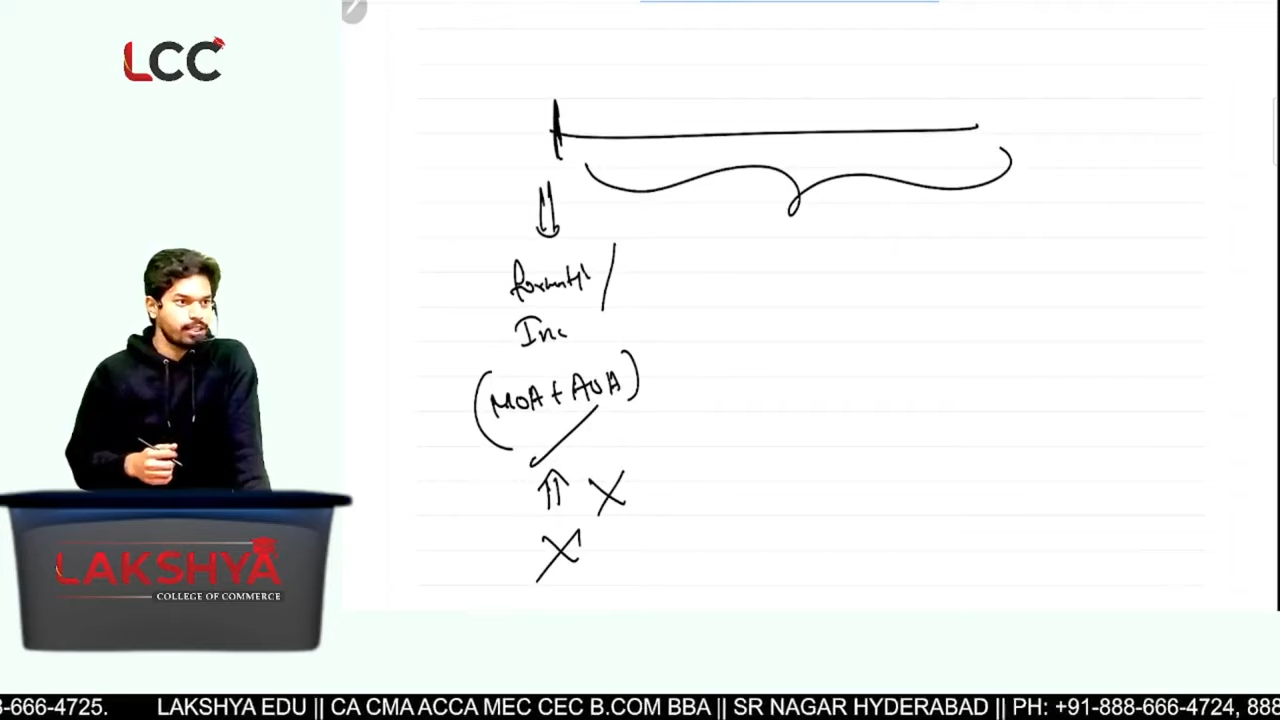 LCC
Inc
(MOA + AOA)
X
X
LAKSHYA
COLLEGE OF COMMERCE
8-666-4725. LAKSHYA EDU || CA CMA ACCA MEC CEC B.COM BBA || SR NAGAR HYDERABAD || PH: +91-888-666-4724, 888